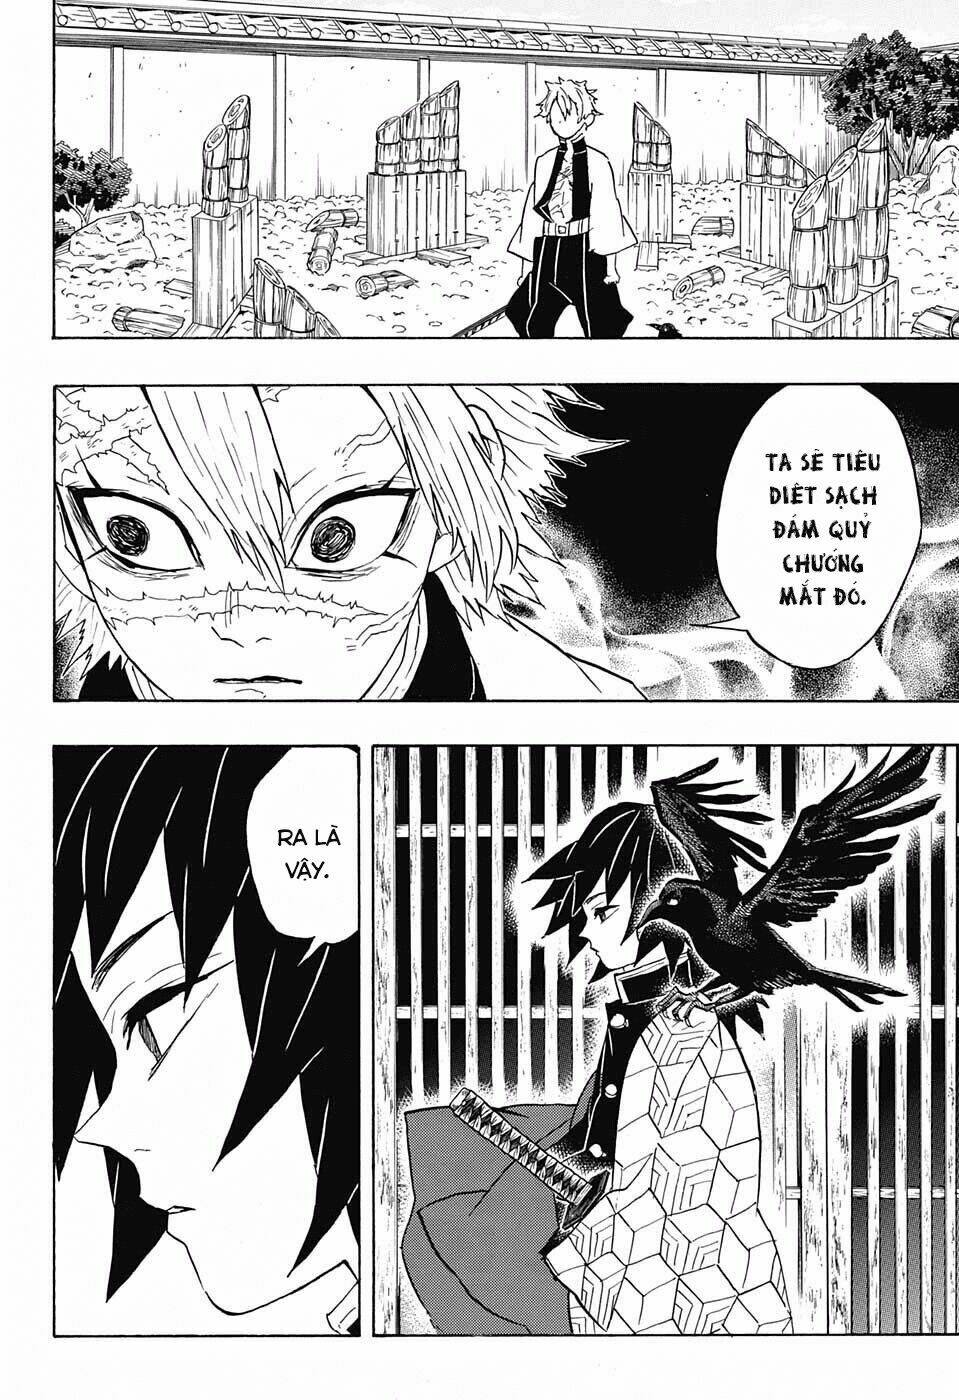 TA SẼ TIÊU
DIỆT SẠCH
ĐÁM QUỶ
CHƯỚNG
MẮT ĐÓ.
RA LÀ
VẬY.